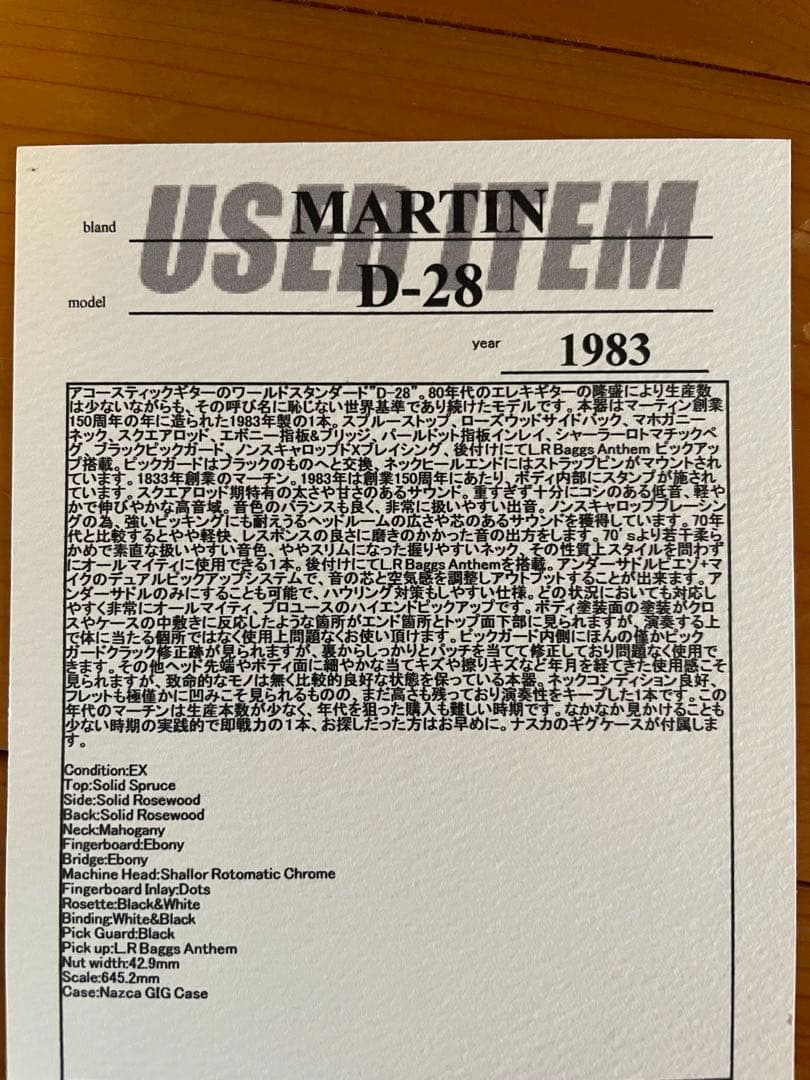 USED ITEM
bland MARTIN
model D-28
year 1983
アコースティックギターのワールドスタンダード"D-28"。80年代のエレキギターの隆盛により生産数
は少ないながらも、その呼び名に恥じない世界基準であり続けたモデルです。本器はマーティン創業
150周年の年に造られた1983年製の1本。スプルーストップ、ローズウッドサイドバック、マホガニー
ネック、スクエアロッド、エボニー指板&ブリッジ、パールドット指板インレイ、シャーラーロトマチックペ
グ、ブラックピックガード、ノンスキャロップドXブレイシング、後付けにてL.R Baggs Anthem ピックアッ
プ搭載。ピックガードはブラックのものへと交換、ネックヒールエンドにはストラップピンがマウントされ
ています。1833年創業のマーチン。1983年は創業150周年にあたり、ボディ内部にスタンプが施され
ています。スクエアロッド期特有の太さや甘さのあるサウンド。重すぎず十分にコシのある低音、軽や
かで伸びやかな高音域。音色のバランスも良く、非常に扱いやすい出音。ノンスキャロップブレーシン
グの為、強いピッキングにも耐えうるヘッドルームの広さや芯のあるサウンドを獲得しています。70年
代と比較するとやや軽快、レスポンスの良さに磨きのかかった音の出方をします。70'sより若干柔ら
かめで素直な扱いやすい音色、ややスリムになった握りやすいネック、その性質上スタイルを問わず
にオールマイティに使用できる1本。後付けにてL.R Baggs Anthemを搭載。アンダーサドルピエゾ+マ
イクのデュアルピックアップシステムで、音の芯と空気感を調整しアウトプットすることが出来ます。ア
ンダーサドルのみにすることも可能で、ハウリング対策もしやすい仕様。どの状況においても対応し
やすく非常にオールマイティ、プロユースのハイエンドピックアップです。ボディ塗装面の塗装がクロ
スやケースの中敷きに反応したような箇所がエンド箇所とトップ面下部に見られますが、演奏する上
で体に当たる個所ではなく使用上問題なくお使い頂けます。ピックガード内側にほんの僅かピック
ガードクラック修正跡が見られますが、裏からしっかりとパッチを当てて修正しており問題なく使用で
きます。その他ヘッド先端やボディ面に細やかな当てキズや擦りキズなど年月を経てきた使用感こそ
見られますが、致命的なモノは無く比較的良好な状態を保っている本器。ネックコンディション良好、
フレットも極僅かに凹みこそ見られるものの、まだ高さも残っており演奏性をキープした1本です。この
年代のマーチンは生産本数が少なく、年代を狙った購入も難しい時期です。なかなか見かけることも
少ない時期の実践的で即戦力の1本、お探しだった方はお早めに。ナスカのギグケースが付属しま
す。
Condition:EX
Top:Solid Spruce
Side:Solid Rosewood
Back:Solid Rosewood
Neck:Mahogany
Fingerboard:Ebony
Bridge:Ebony
Machine Head:Shallor Rotomatic Chrome
Fingerboard Inlay:Dots
Rosette:Black&White
Binding:White&Black
Pick Guard:Black
Pick up:L.R Baggs Anthem
Nut width:42.9mm
Scale:645.2mm
Case:Nazca GIG Case